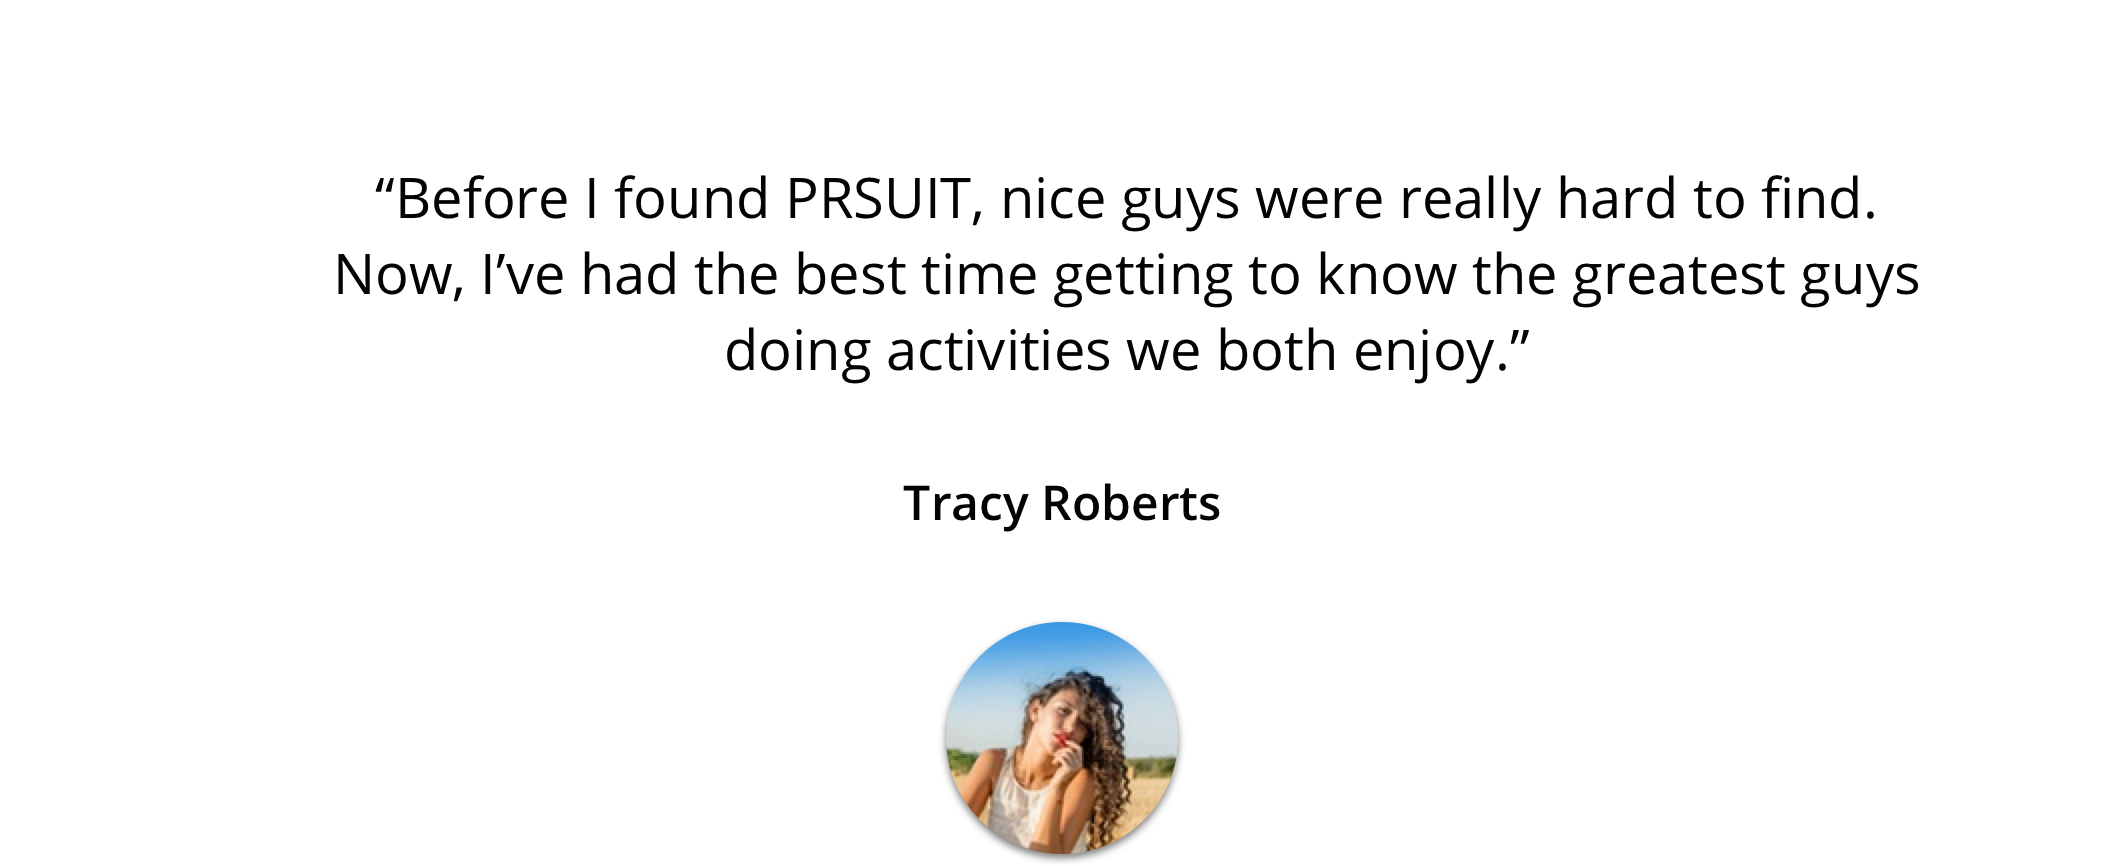 “Before I found PRSUIT, nice guys were really hard to find.
Now, I’ve had the best time getting to know the greatest guys
doing activities we both enjoy.”
Tracy Roberts